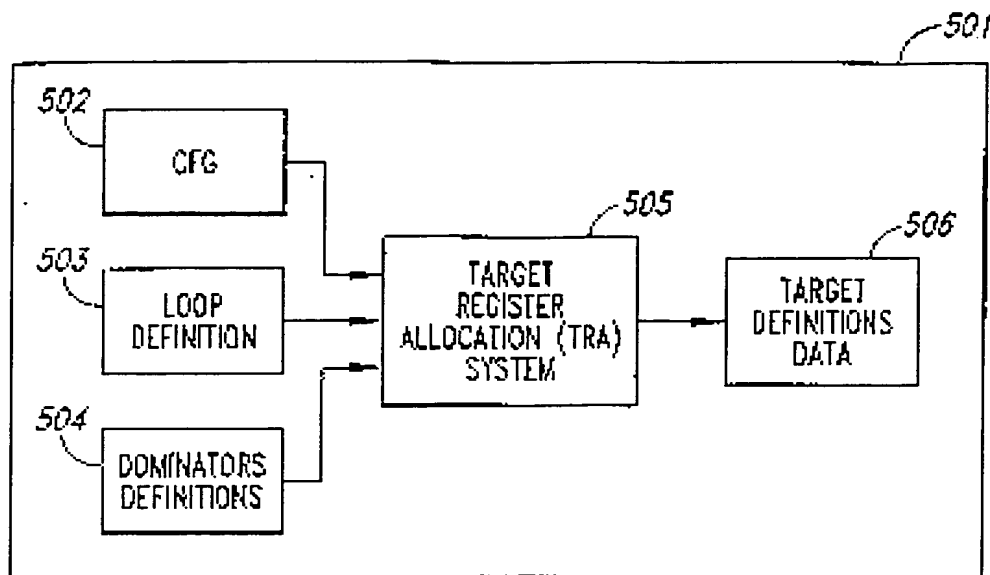 501
502
CFG
503
LOOP
DEFINITION
504
DOMINATORS
DEFINITIONS
505
TARGET
REGISTER
ALLOCATION (TRA)
SYSTEM
506
TARGET
DEFINITIONS
DATA